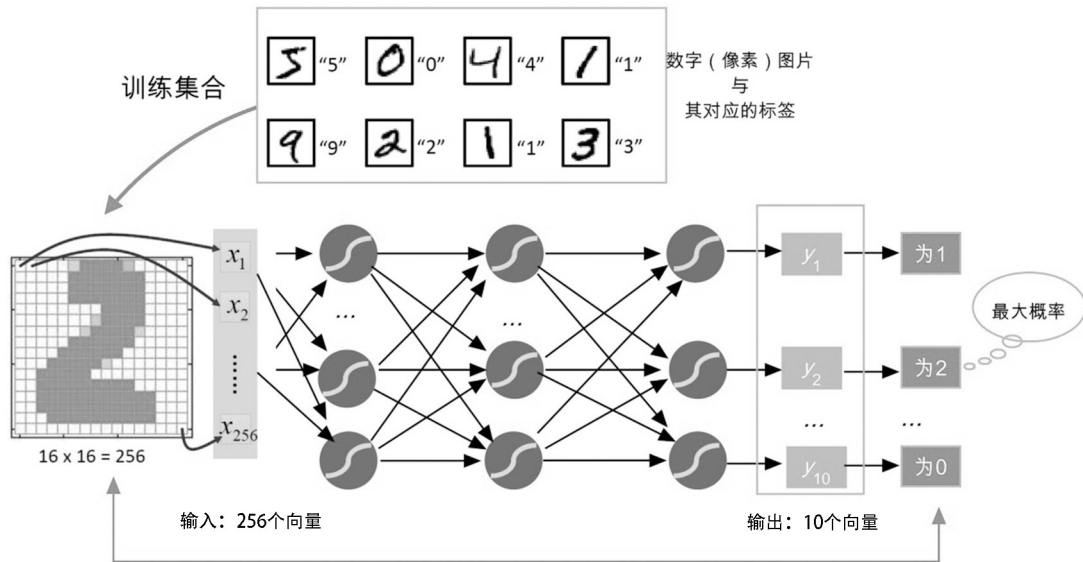 “5” “0” “4” “1”
数字（像素）图片
与
其对应的标签
训练集合
“9” “2” “1” “3”
x1
x2
......
x256
...
...
y1
y2
...
y10
为1
为2
...
为0
最大概率
16 x 16 = 256
输入：256个向量
输出：10个向量